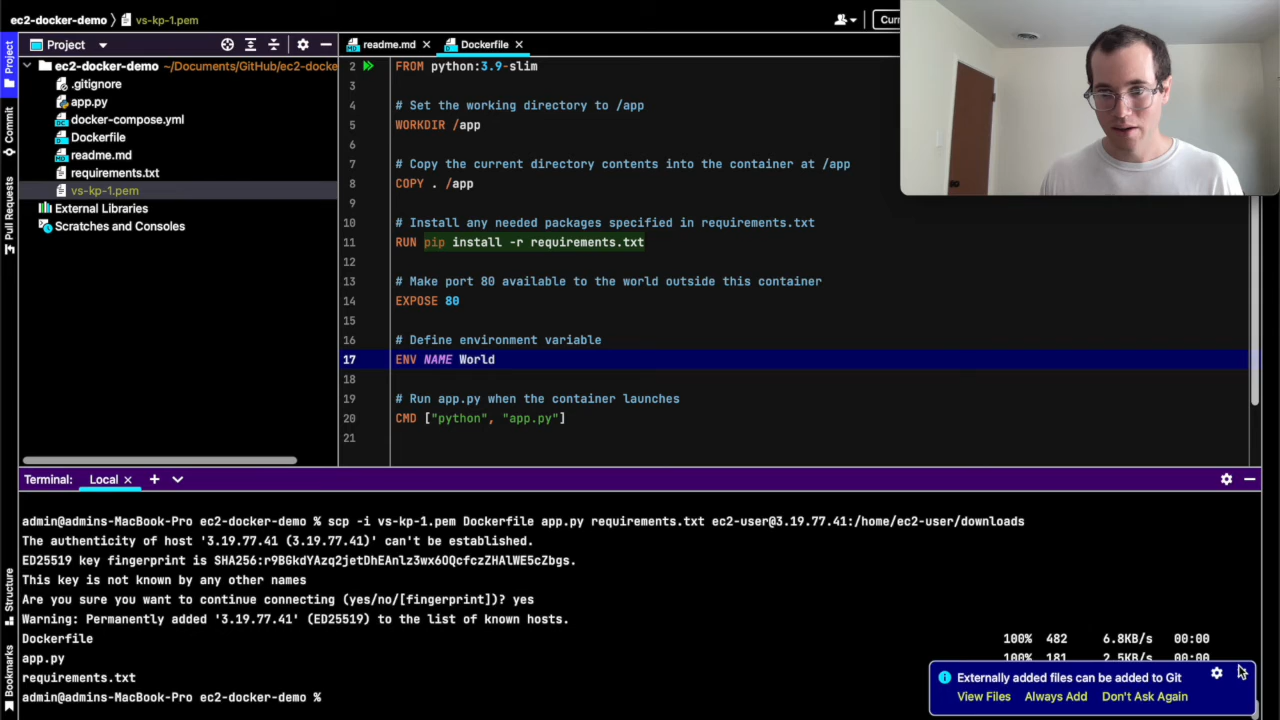 ec2-docker-demo vs-kp-1.pem
Project
readme.md
Dockerfile
Project
Commit
Pull Requests
Structure
Bookmarks
ec2-docker-demo ~/Documents/GitHub/ec2-docke
.gitignore
app.py
docker-compose.yml
Dockerfile
readme.md
requirements.txt
vs-kp-1.pem
External Libraries
Scratches and Consoles
2 FROM python:3.9-slim
3
4 # Set the working directory to /app
5 WORKDIR /app
6
7 # Copy the current directory contents into the container at /app
8 COPY . /app
9
10 # Install any needed packages specified in requirements.txt
11 RUN pip install -r requirements.txt
12
13 # Make port 80 available to the world outside this container
14 EXPOSE 80
15
16 # Define environment variable
17 ENV NAME World
18
19 # Run app.py when the container launches
20 CMD ["python", "app.py"]
21
Terminal: Local
admin@admins-MacBook-Pro ec2-docker-demo % scp -i vs-kp-1.pem Dockerfile app.py requirements.txt ec2-user@3.19.77.41:/home/ec2-user/downloads
The authenticity of host '3.19.77.41 (3.19.77.41)' can't be established.
ED25519 key fingerprint is SHA256:r9BGkdYAzq2jetDhEAnlz3wx6OQcfczZHAlWE5cZbgs.
This key is not known by any other names
Are you sure you want to continue connecting (yes/no/[fingerprint])? yes
Warning: Permanently added '3.19.77.41' (ED25519) to the list of known hosts.
Dockerfile 100% 482 6.8KB/s 00:00
app.py 100% 181 2.5KB/s 00:00
requirements.txt
admin@admins-MacBook-Pro ec2-docker-demo %
Externally added files can be added to Git
View Files Always Add Don't Ask Again